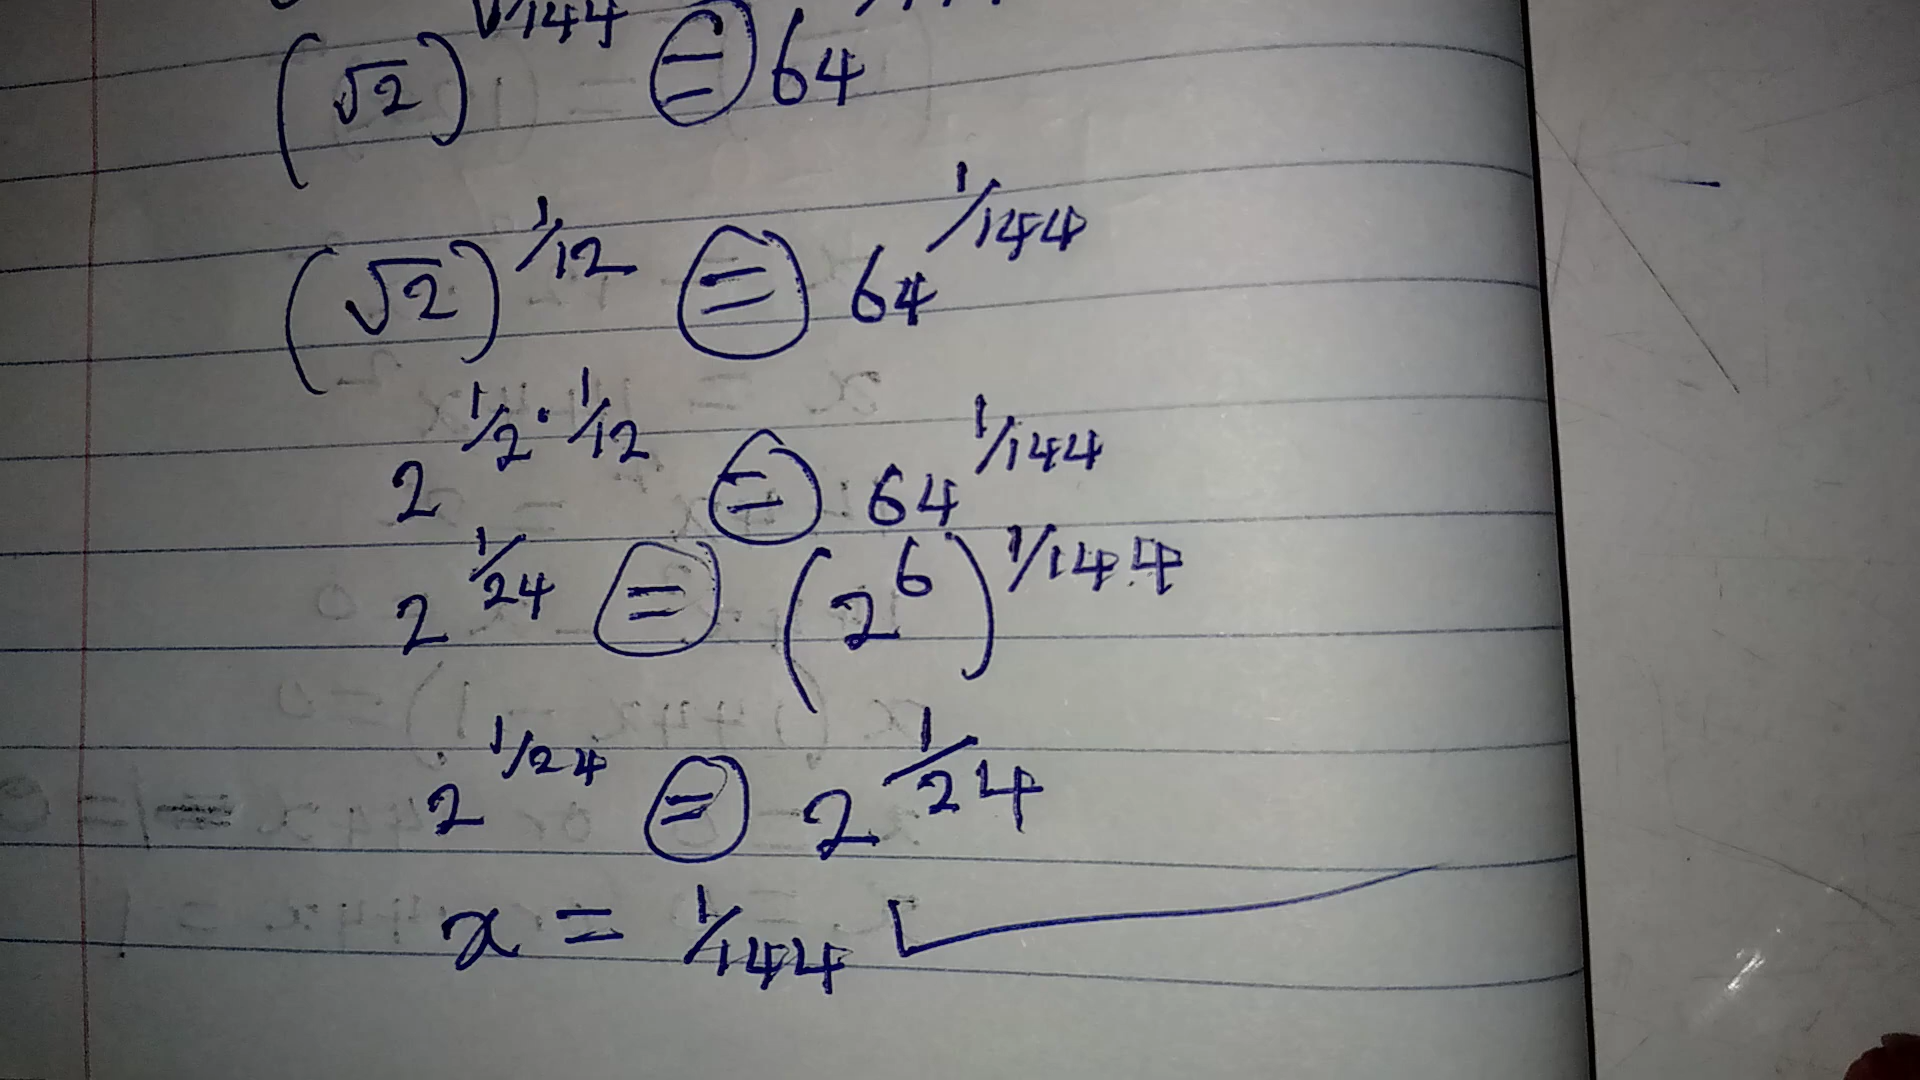 (√2)^√1/144 = 64
(√2)^1/12 = 64^1/144
2^1/2·1/12 = 64^1/144
2^1/24 = (2^6)^1/144
2^1/24 = 2^1/24
x = 1/144 ✓